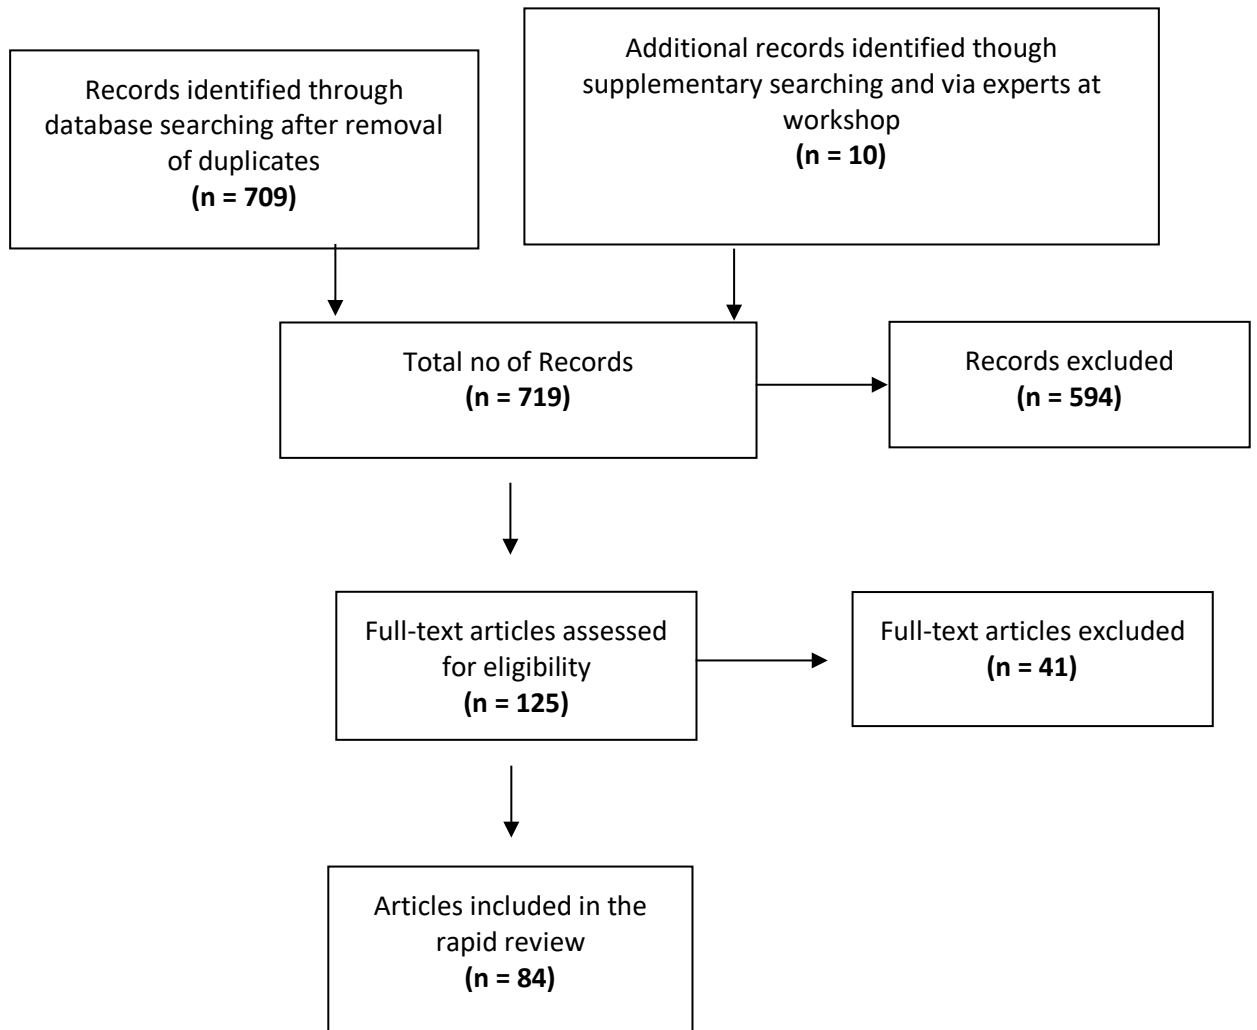 Records identified through
database searching after removal
of duplicates
(n = 709)
Additional records identified though
supplementary searching and via experts at
workshop
(n = 10)
Total no of Records
(n = 719)
Records excluded
(n = 594)
Full-text articles assessed
for eligibility
(n = 125)
Full-text articles excluded
(n = 41)
Articles included in the
rapid review
(n = 84)